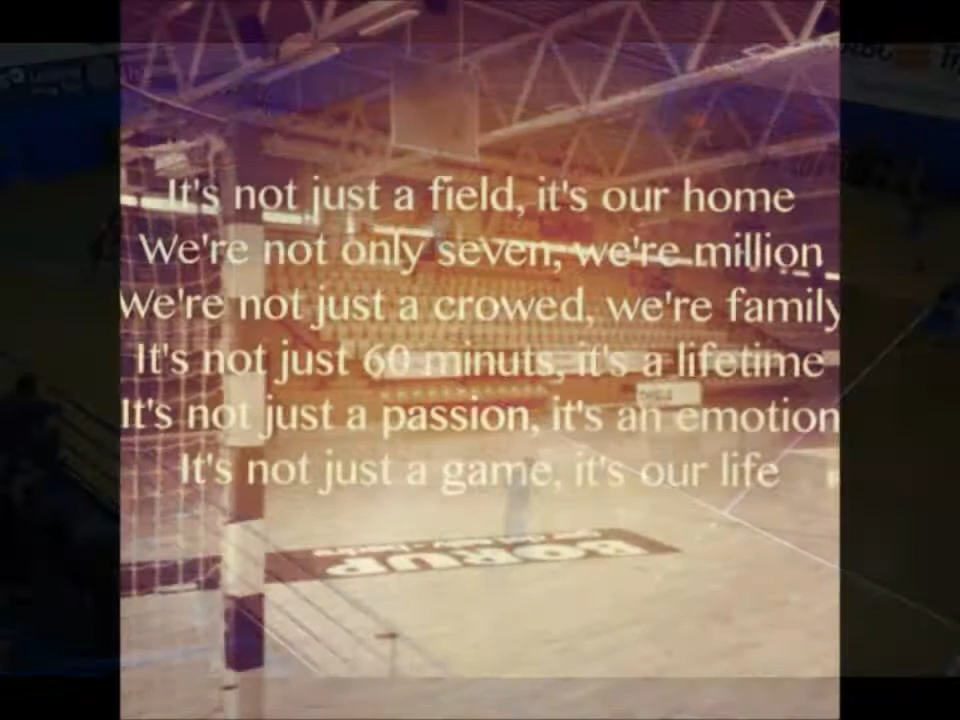 It's not just a field, it's our home
We're not only seven, we're million
We're not just a crowed, we're family
It's not just 60 minuts, it's a lifetime
It's not just a passion, it's an emotion
It's not just a game, it's our life
BORUP